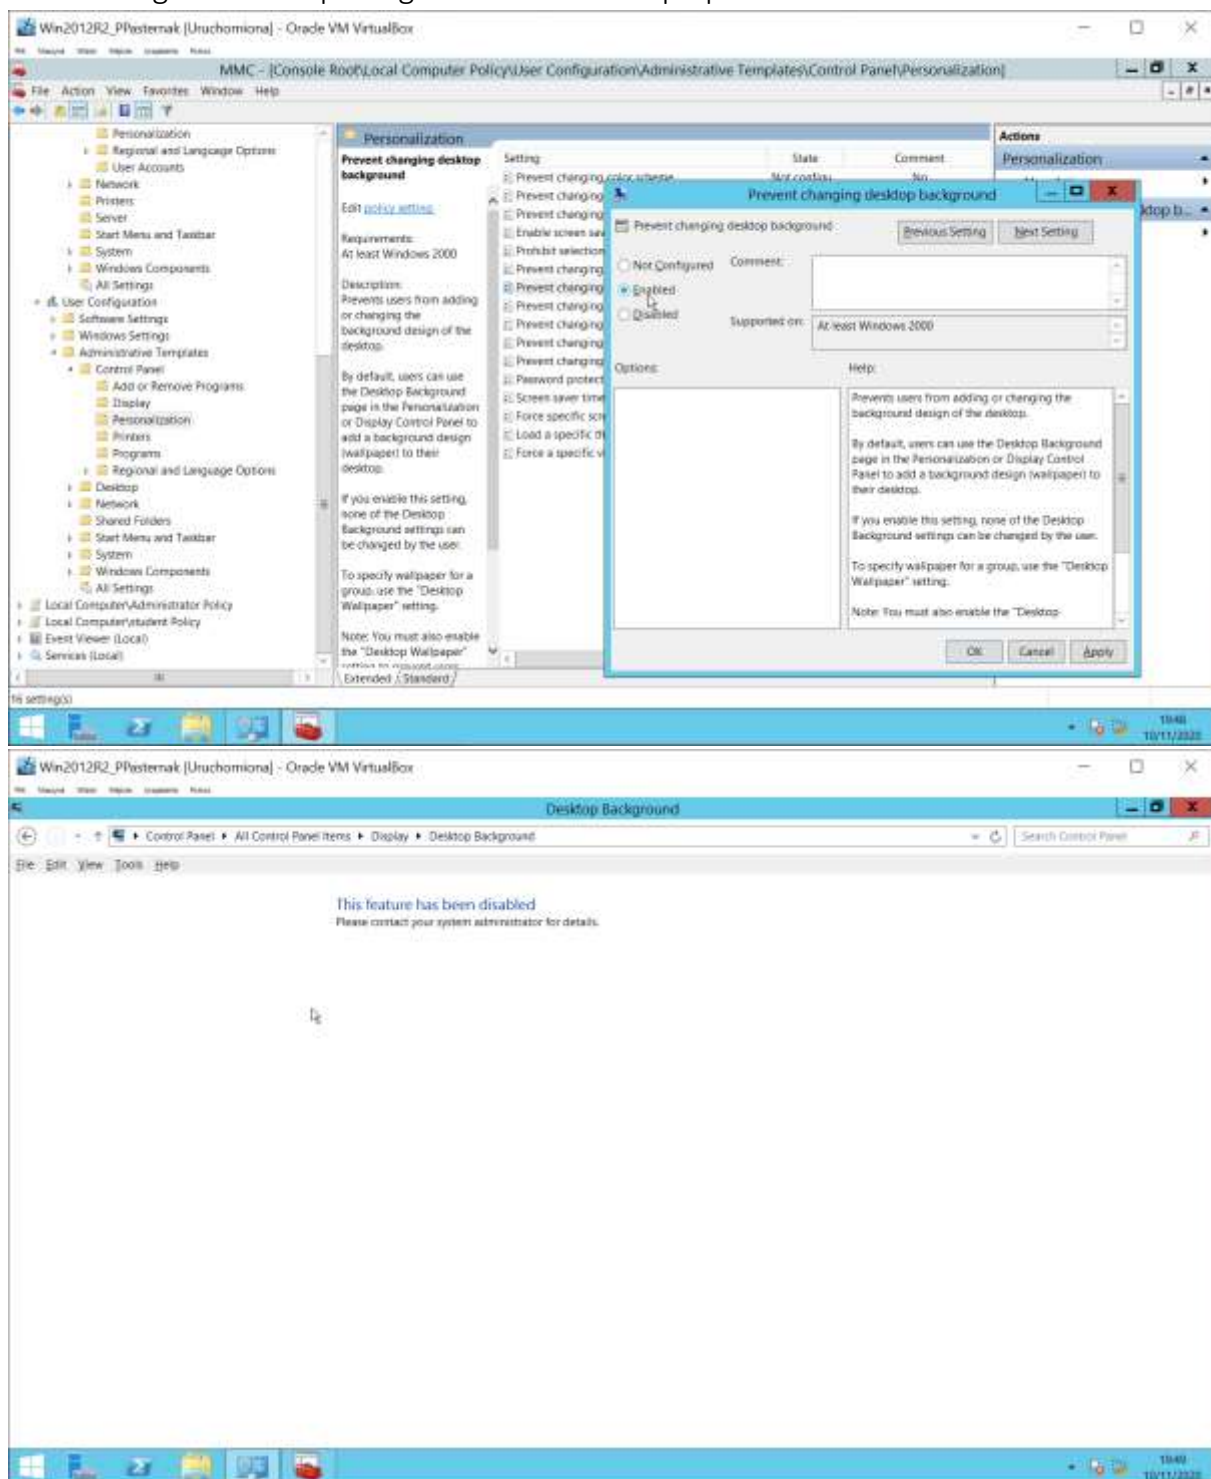 Win2012R2_PPasternak [Uruchomiona] - Oracle VM VirtualBox
MMC - [Console Root\Local Computer Policy\User Configuration\Administrative Templates\Control Panel\Personalization]
File Action View Favorites Window Help
Personalization
Regional and Language Options
User Accounts
Network
Printers
Server
Start Menu and Taskbar
System
Windows Components
All Settings
User Configuration
Software Settings
Windows Settings
Administrative Templates
Control Panel
Add or Remove Programs
Display
Personalization
Printers
Programs
Regional and Language Options
Desktop
Network
Shared Folders
Start Menu and Taskbar
System
Windows Components
All Settings
Local Computer\Administrator Policy
Local Computer\student Policy
Event Viewer (Local)
Services (Local)
Personalization
Prevent changing desktop
background
Edit policy setting
Requirements:
At least Windows 2000
Description:
Prevents users from adding
or changing the
background design of the
desktop.
By default, users can use
the Desktop Background
page in the Personalization
or Display Control Panel to
add a background design
(wallpaper) to their
desktop.
If you enable this setting,
none of the Desktop
Background settings can
be changed by the user.
To specify wallpaper for a
group, use the "Desktop
Wallpaper" setting.
Note: You must also enable
the "Desktop Wallpaper"
Extended Standard
Setting State Comment
Prevent changing color scheme Not config No
Prevent changing
Prevent changing
Enable screen sav
Prohibit selection
Prevent changing
Prevent changing
Prevent changing
Prevent changing
Prevent changing
Prevent changing
Password protect
Screen saver time
Force specific scr
Load a specific th
Force a specific vi
Actions
Personalization
ktop b...
Prevent changing desktop background
Prevent changing desktop background
Previous Setting Next Setting
Not Configured Comment:
Enabled
Disabled
Supported on: At least Windows 2000
Options: Help:
Prevents users from adding or changing the
background design of the desktop.
By default, users can use the Desktop Background
page in the Personalization or Display Control
Panel to add a background design (wallpaper) to
their desktop.
If you enable this setting, none of the Desktop
Background settings can be changed by the user.
To specify wallpaper for a group, use the "Desktop
Wallpaper" setting.
Note: You must also enable the "Desktop
OK Cancel Apply
16 setting(s)
Win2012R2_PPasternak [Uruchomiona] - Oracle VM VirtualBox
Desktop Background
Control Panel All Control Panel Items Display Desktop Background
Search Control Panel
File Edit View Tools Help
This feature has been disabled
Please contact your system administrator for details.